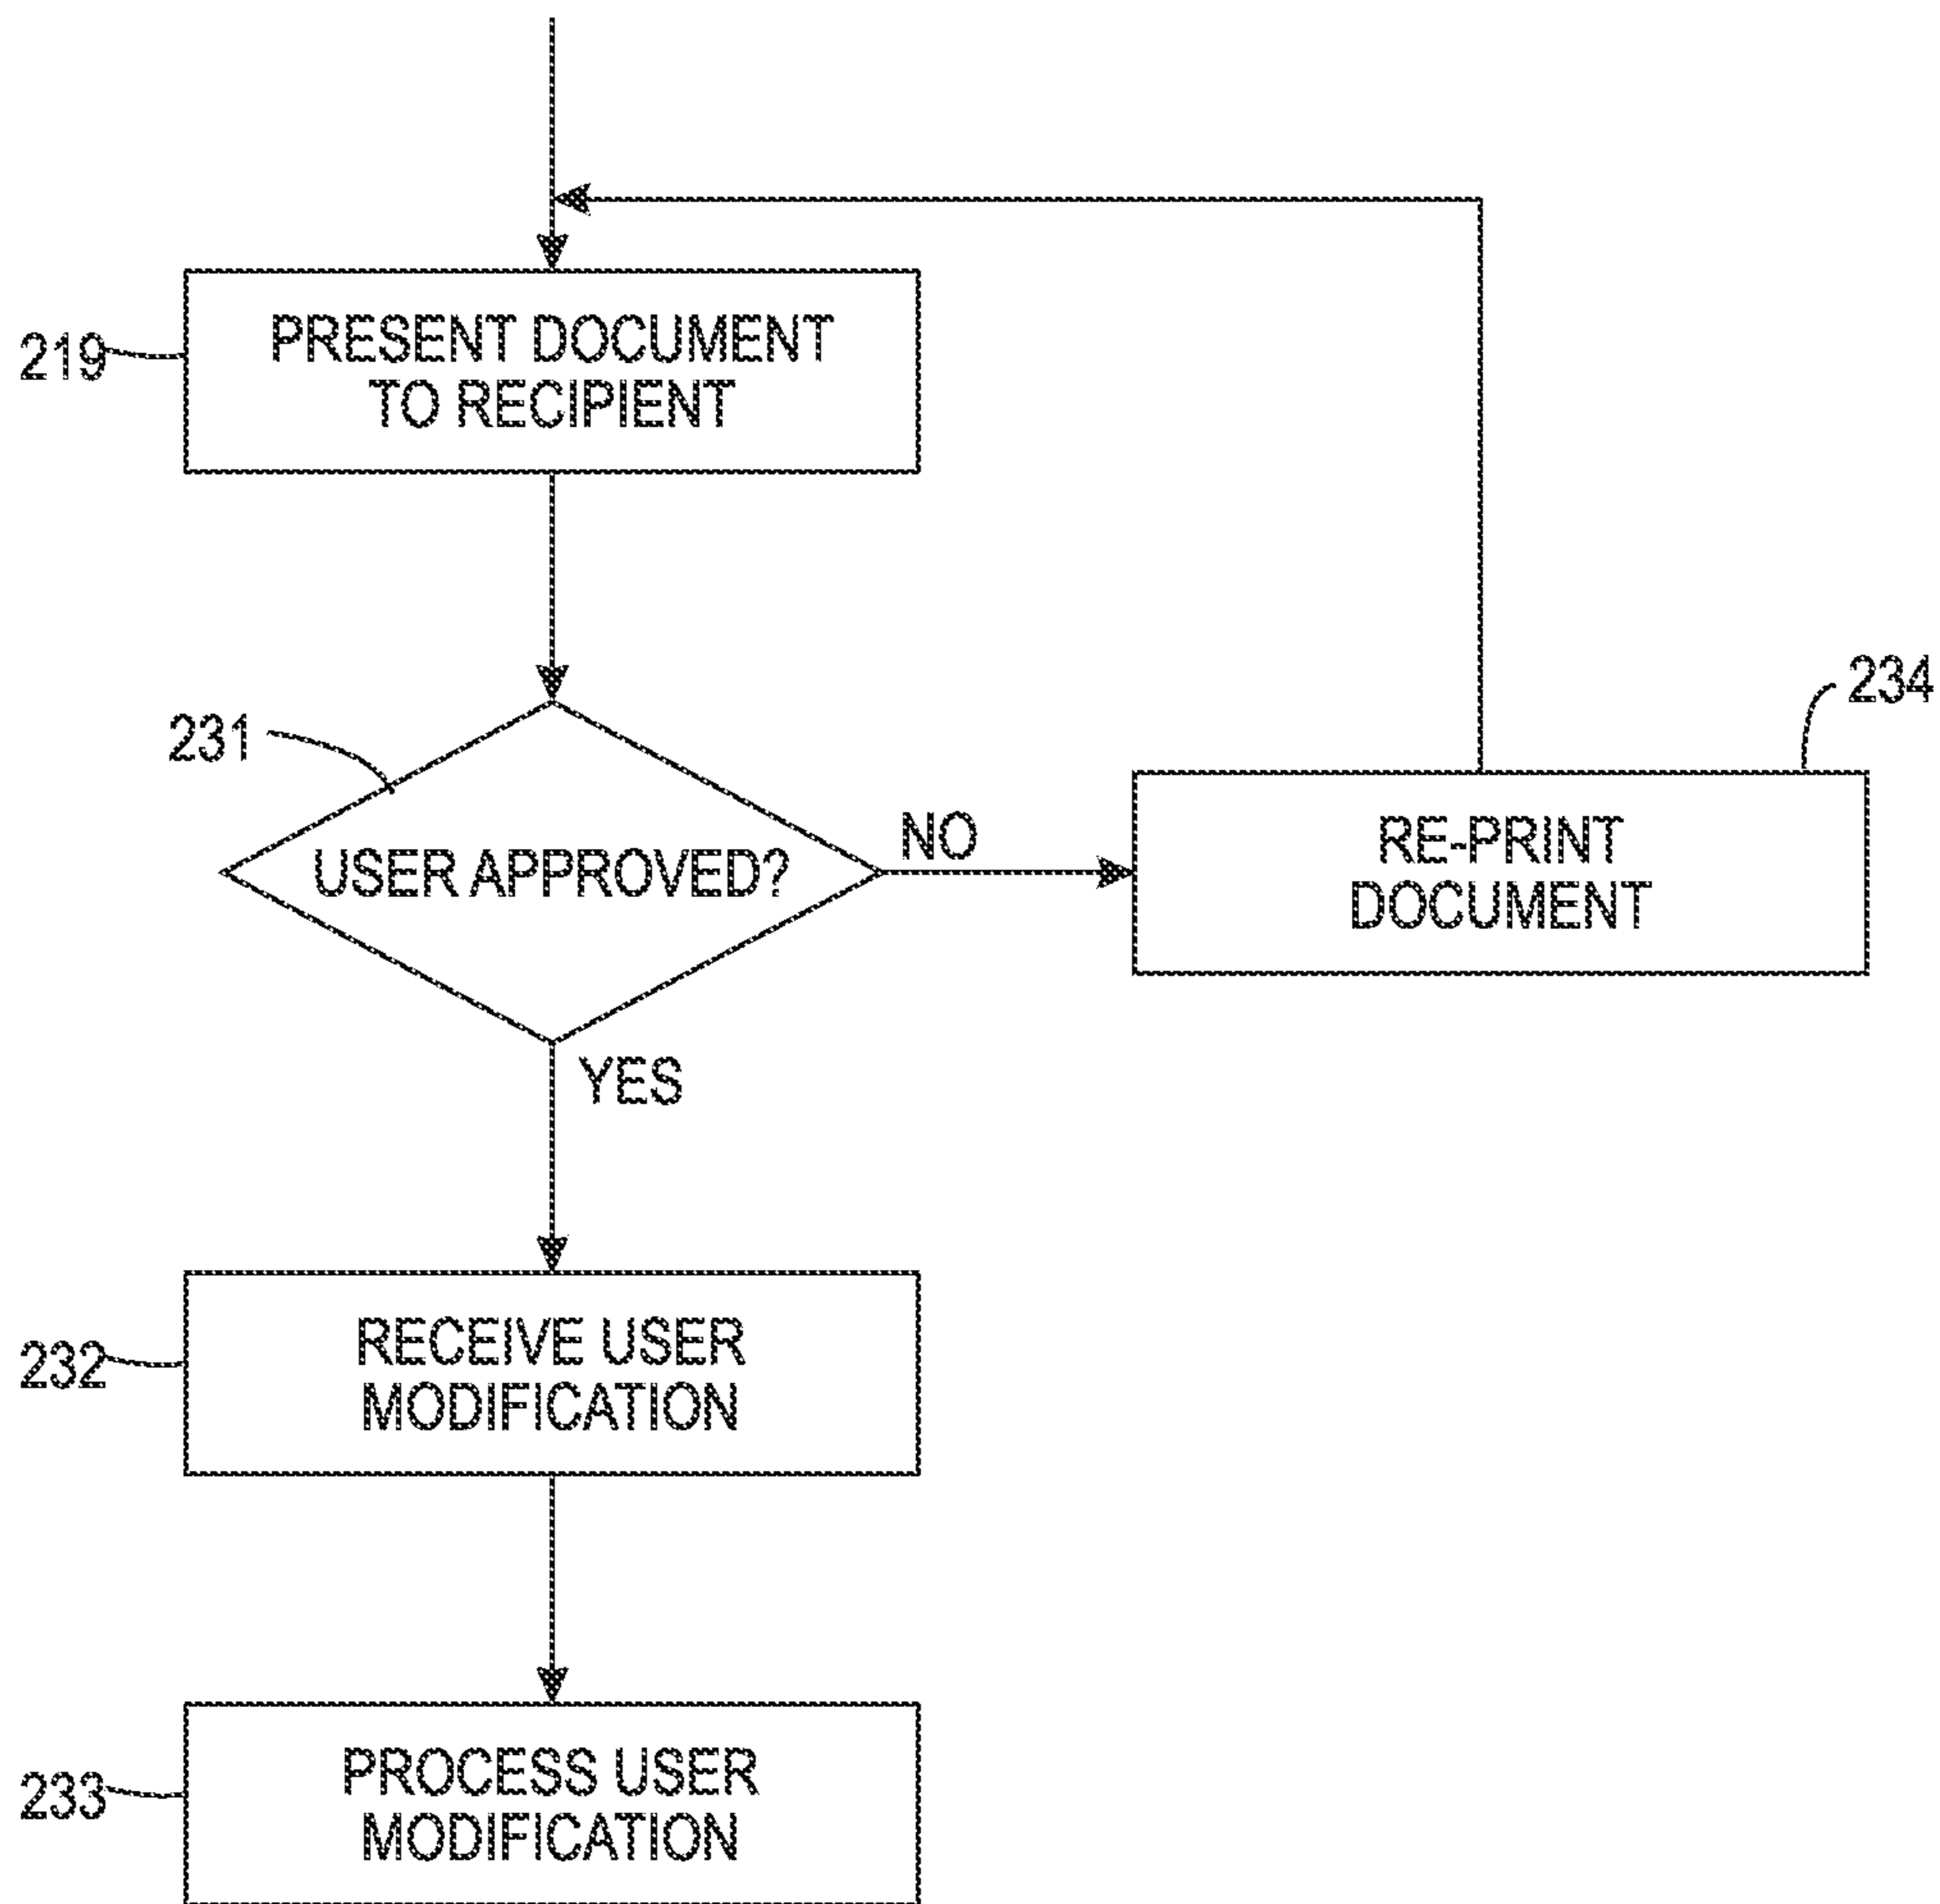 219
PRESENT DOCUMENT
TO RECIPIENT
231
USER APPROVED?
NO
234
RE-PRINT
DOCUMENT
YES
232
RECEIVE USER
MODIFICATION
233
PROCESS USER
MODIFICATION